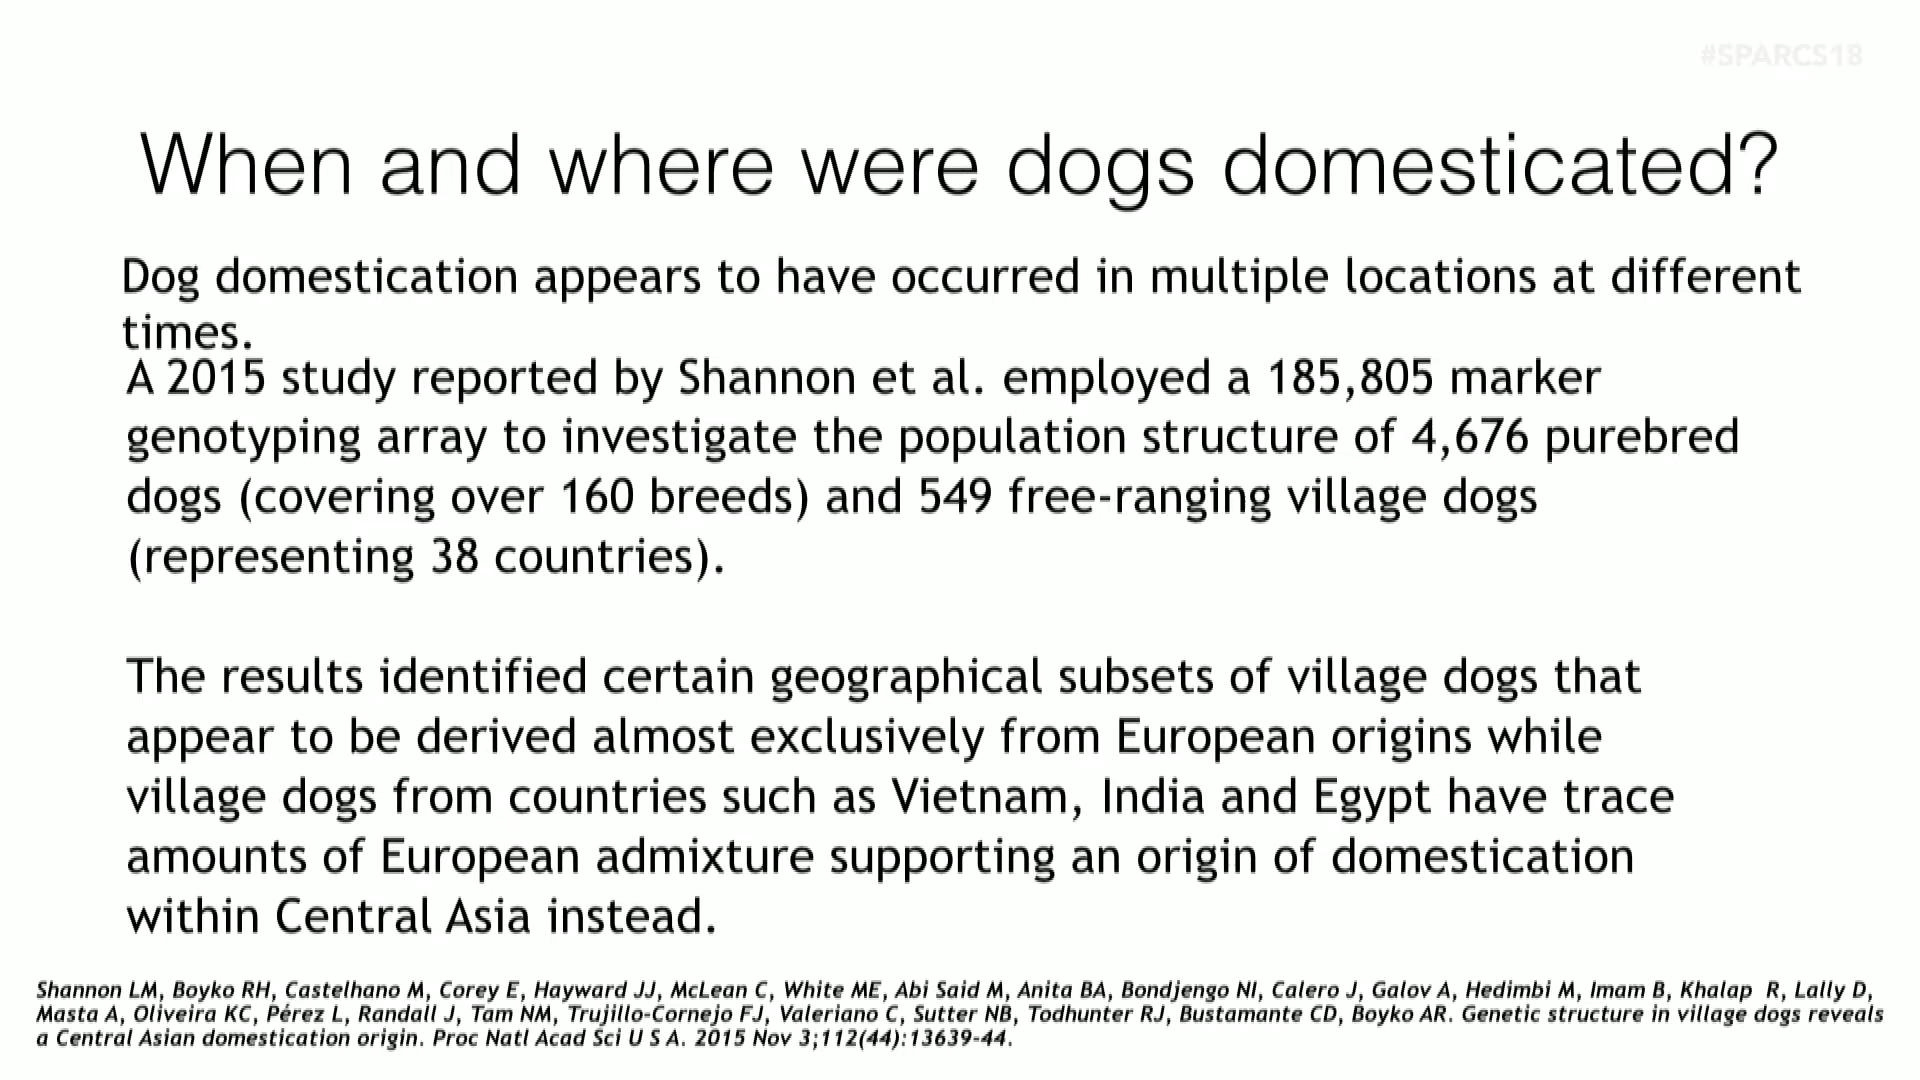 #SPARCS18
When and where were dogs domesticated?
Dog domestication appears to have occurred in multiple locations at different
times.
A 2015 study reported by Shannon et al. employed a 185,805 marker
genotyping array to investigate the population structure of 4,676 purebred
dogs (covering over 160 breeds) and 549 free-ranging village dogs
(representing 38 countries).
The results identified certain geographical subsets of village dogs that
appear to be derived almost exclusively from European origins while
village dogs from countries such as Vietnam, India and Egypt have trace
amounts of European admixture supporting an origin of domestication
within Central Asia instead.
Shannon LM, Boyko RH, Castelhano M, Corey E, Hayward JJ, McLean C, White ME, Abi Said M, Anita BA, Bondjengo NI, Calero J, Galov A, Hedimbi M, Imam B, Khalap R, Lally D,
Masta A, Oliveira KC, Pérez L, Randall J, Tam NM, Trujillo-Cornejo FJ, Valeriano C, Sutter NB, Todhunter RJ, Bustamante CD, Boyko AR. Genetic structure in village dogs reveals
a Central Asian domestication origin. Proc Natl Acad Sci U S A. 2015 Nov 3;112(44):13639-44.